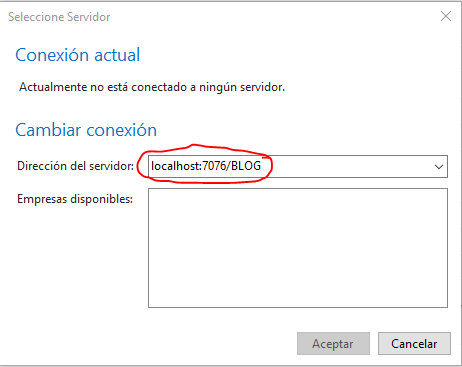 Seleccione Servidor
Conexión actual
Actualmente no está conectado a ningún servidor.
Cambiar conexión
Dirección del servidor: localhost:7076/BLOG
Empresas disponibles:
Aceptar Cancelar